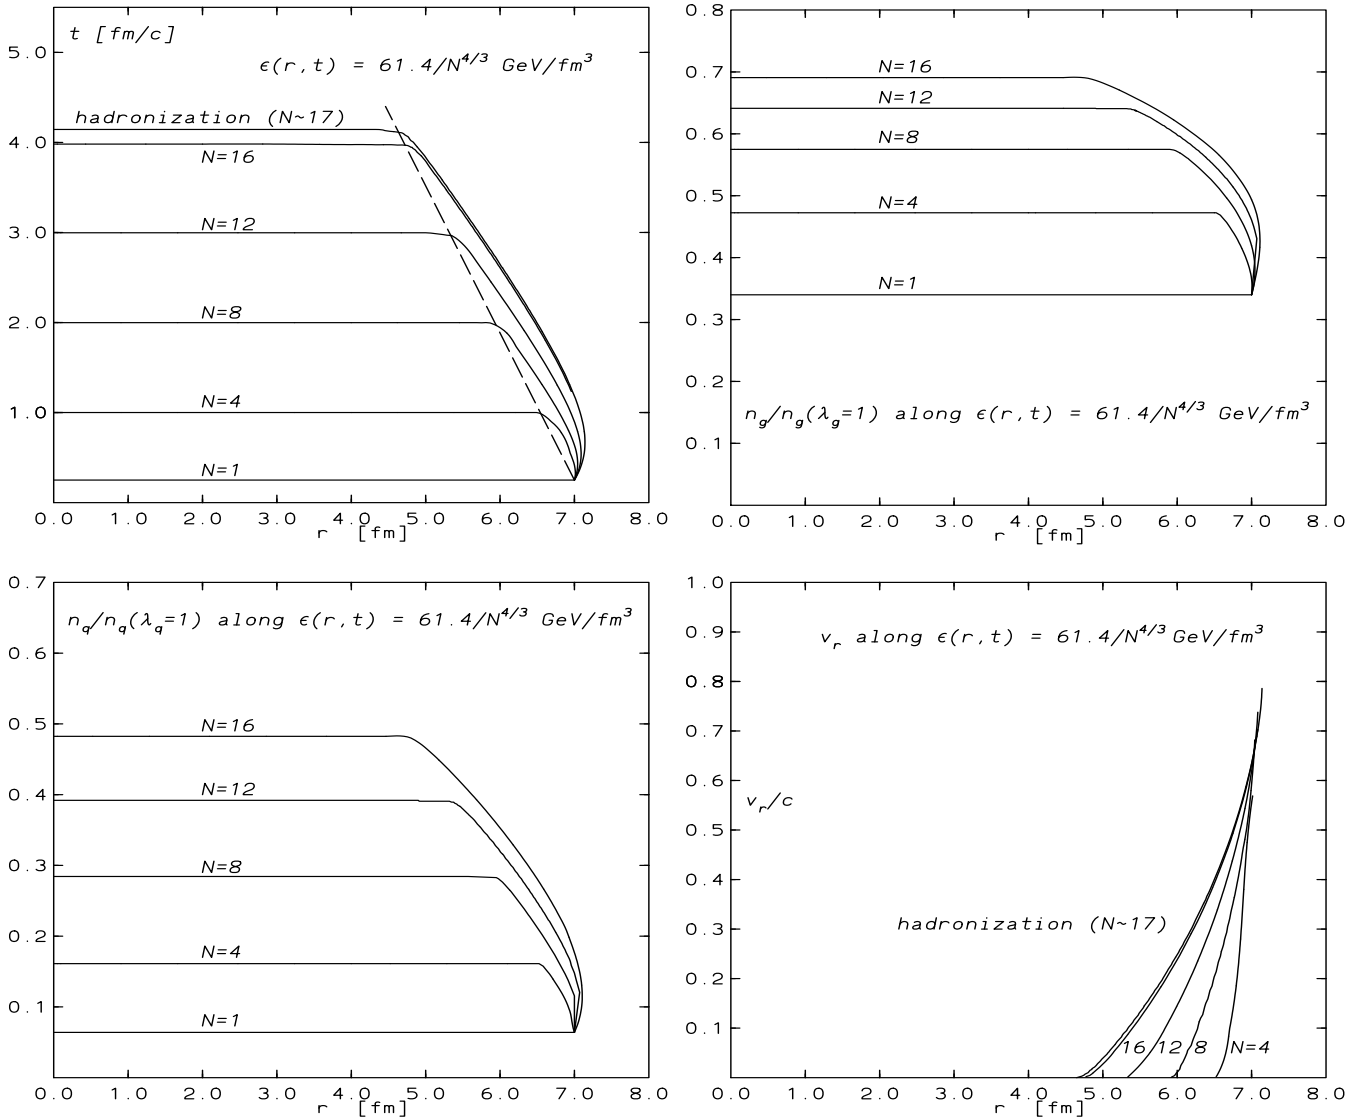 t [fm/c]
5.0
ϵ(r,t) = 61.4/N^4/3 GeV/fm^3
hadronization (N~17)
4.0
N=16
N=12
3.0
N=8
2.0
N=4
1.0
N=1
0.0 1.0 2.0 3.0 4.0 5.0 6.0 7.0 8.0
r [fm]
0.8
0.7
N=16
N=12
0.6
N=8
0.5
N=4
0.4
N=1
0.3
0.2
n_g/n_g(λ_g=1) along ϵ(r,t) = 61.4/N^4/3 GeV/fm^3
0.1
0.0 1.0 2.0 3.0 4.0 5.0 6.0 7.0 8.0
r [fm]
0.7
n_q/n_q(λ_q=1) along ϵ(r,t) = 61.4/N^4/3 GeV/fm^3
0.6
0.5
N=16
0.4
N=12
0.3
N=8
0.2
N=4
0.1
N=1
0.0 1.0 2.0 3.0 4.0 5.0 6.0 7.0 8.0
r [fm]
1.0
0.9
v_r along ϵ(r,t) = 61.4/N^4/3 GeV/fm^3
0.8
0.7
0.6
v_r/c
0.5
0.4
0.3
hadronization (N~17)
0.2
0.1
16 12 8 N=4
0.0 1.0 2.0 3.0 4.0 5.0 6.0 7.0 8.0
r [fm]